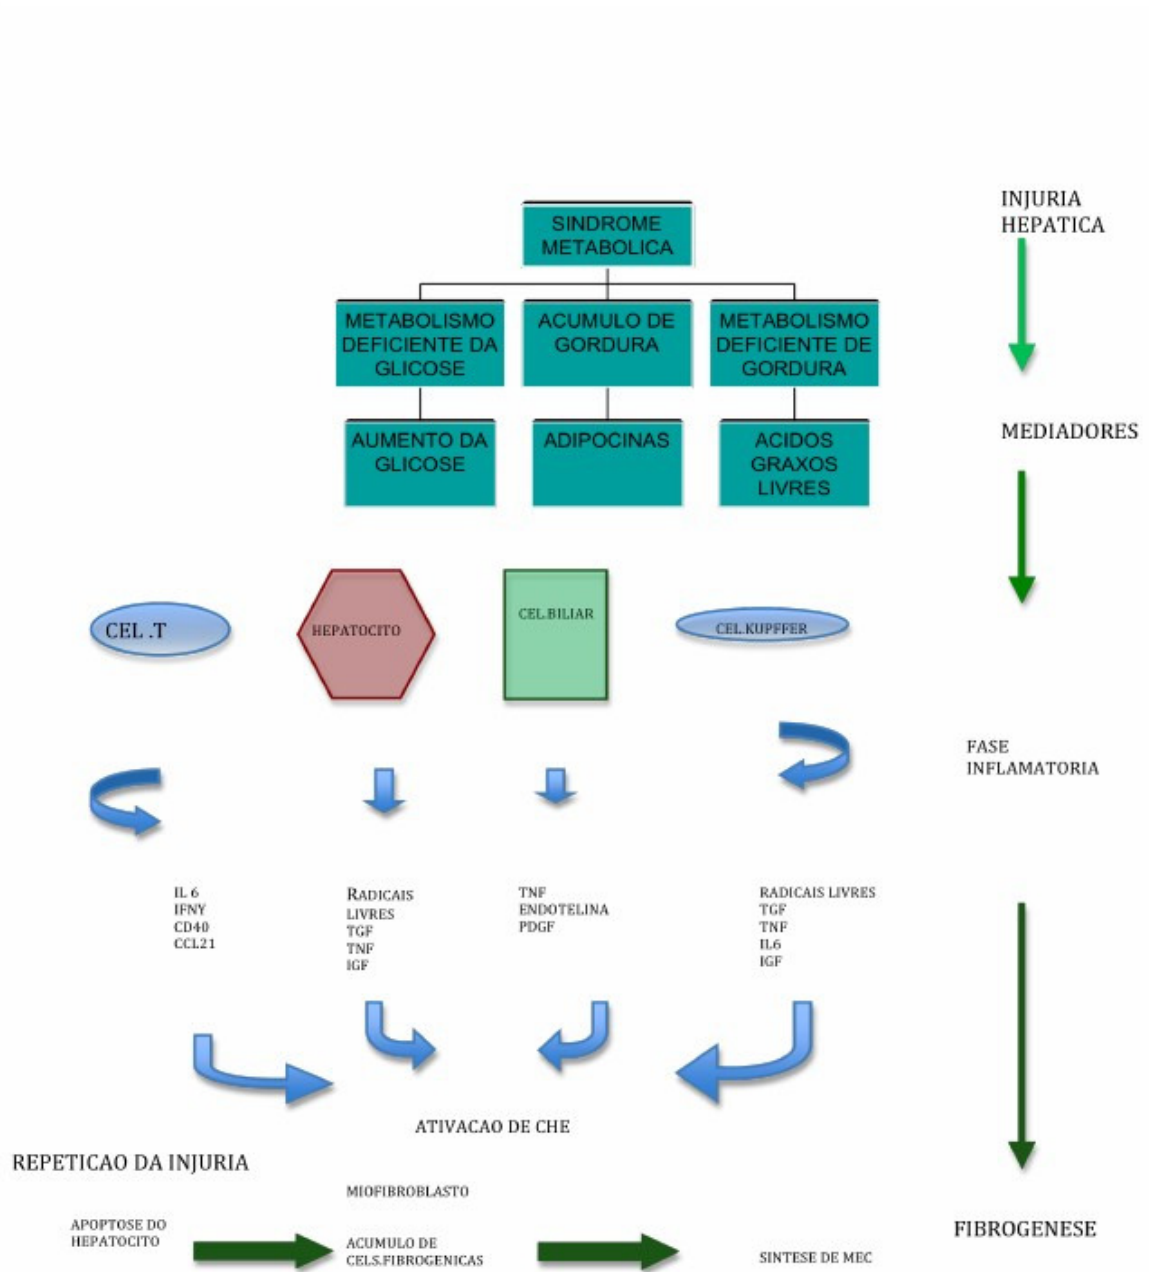 INJURIA
HEPATICA
SINDROME
METABOLICA
METABOLISMO
DEFICIENTE DA
GLICOSE
ACUMULO DE
GORDURA
METABOLISMO
DEFICIENTE DE
GORDURA
MEDIADORES
AUMENTO DA
GLICOSE
ADIPOCINAS
ACIDOS
GRAXOS
LIVRES
CEL .T
HEPATOCITO
CEL.BILIAR
CEL.KUPFFER
FASE
INFLAMATORIA
IL 6
IFNY
CD40
CCL21
RADICAIS
LIVRES
TGF
TNF
IGF
TNF
ENDOTELINA
PDGF
RADICAIS LIVRES
TGF
TNF
IL6
IGF
ATIVACAO DE CHE
REPETICAO DA INJURIA
MIOFIBROBLASTO
APOPTOSE DO
HEPATOCITO
ACUMULO DE
CELS.FIBROGENICAS
SINTESE DE MEC
FIBROGENESE